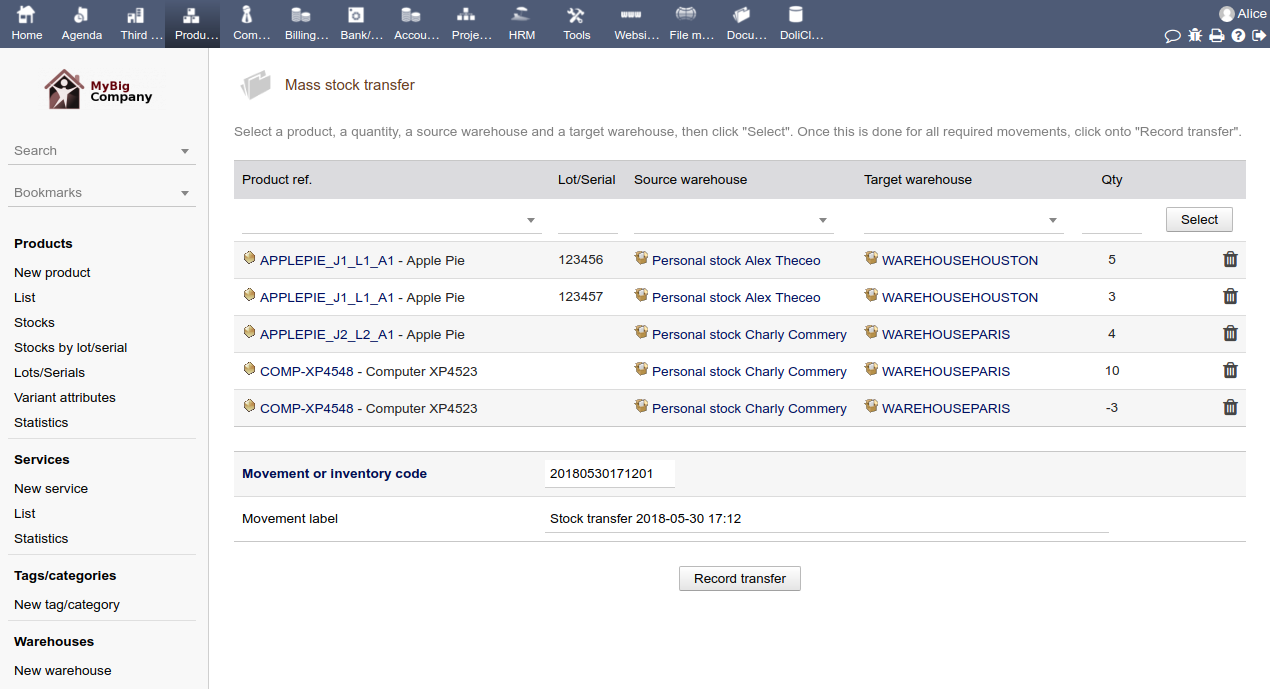 Home Agenda Third ... Produ... Com... Billing... Bank/... Accou... Proje... HRM Tools Websi... File m... Docu... DoliCl... Alice
MyBig
Company
Mass stock transfer
Search
Bookmarks
Products
New product
List
Stocks
Stocks by lot/serial
Lots/Serials
Variant attributes
Statistics
Services
New service
List
Statistics
Tags/categories
New tag/category
Warehouses
New warehouse
Select a product, a quantity, a source warehouse and a target warehouse, then click "Select". Once this is done for all required movements, click onto "Record transfer".
Product ref. Lot/Serial Source warehouse Target warehouse Qty
Select
APPLEPIE_J1_L1_A1 - Apple Pie 123456 Personal stock Alex Theceo WAREHOUSEHOUSTON 5
APPLEPIE_J1_L1_A1 - Apple Pie 123457 Personal stock Alex Theceo WAREHOUSEHOUSTON 3
APPLEPIE_J2_L2_A1 - Apple Pie Personal stock Charly Commery WAREHOUSEPARIS 4
COMP-XP4548 - Computer XP4523 Personal stock Charly Commery WAREHOUSEPARIS 10
COMP-XP4548 - Computer XP4523 Personal stock Charly Commery WAREHOUSEPARIS -3
Movement or inventory code 20180530171201
Movement label Stock transfer 2018-05-30 17:12
Record transfer